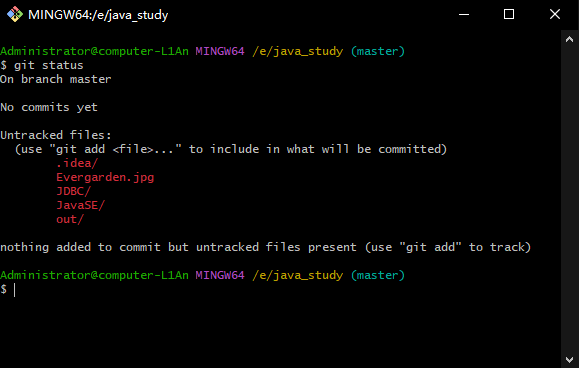 MINGW64:/e/java_study
Administrator@computer-L1An MINGW64 /e/java_study (master)
$ git status
On branch master
No commits yet
Untracked files:
  (use "git add <file>..." to include in what will be committed)
        .idea/
        Evergarden.jpg
        JDBC/
        JavaSE/
        out/
nothing added to commit but untracked files present (use "git add" to track)
Administrator@computer-L1An MINGW64 /e/java_study (master)
$